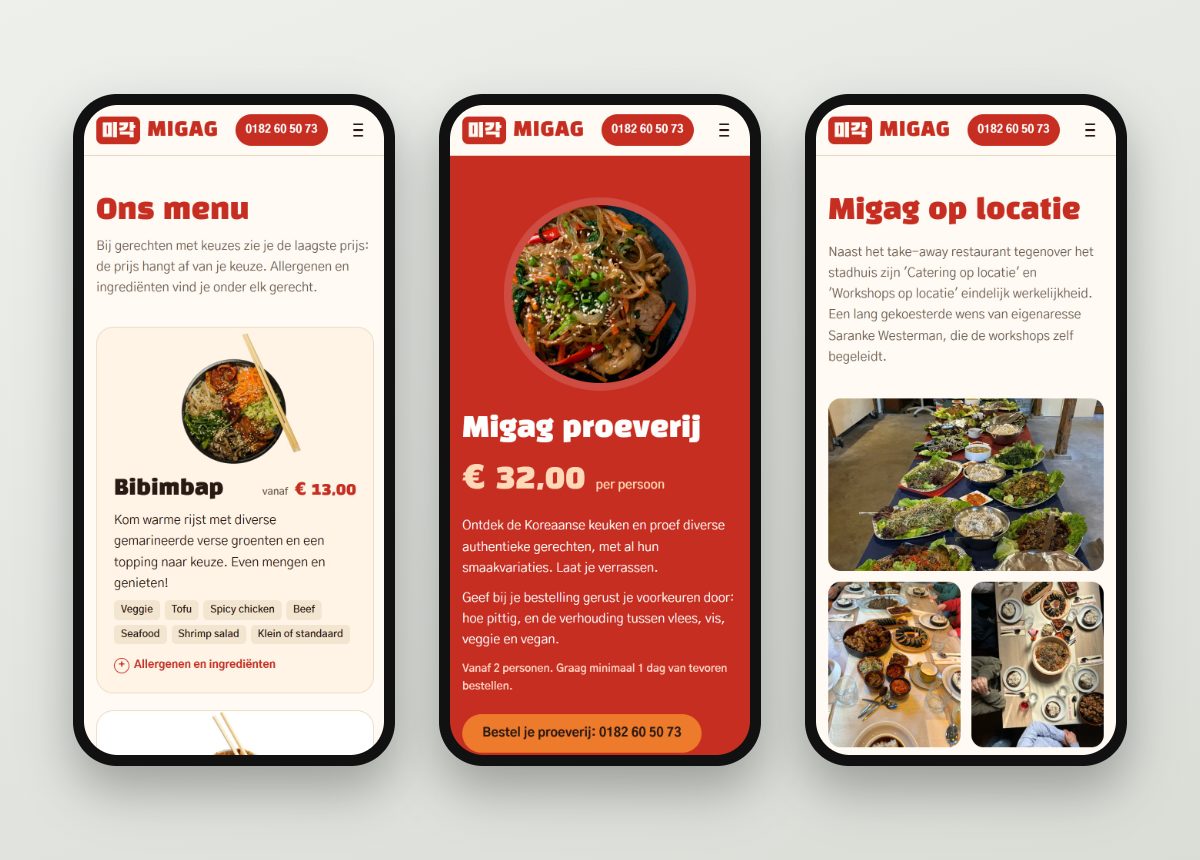 미각 MIGAG 0182 60 50 73
Ons menu
Bij gerechten met keuzes zie je de laagste prijs:
de prijs hangt af van je keuze. Allergenen en
ingrediënten vind je onder elk gerecht.
Bibimbap vanaf € 13,00
Kom warme rijst met diverse
gemarineerde verse groenten en een
topping naar keuze. Even mengen en
genieten!
Veggie Tofu Spicy chicken Beef
Seafood Shrimp salad Klein of standaard
+ Allergenen en ingrediënten
미각 MIGAG 0182 60 50 73
Migag proeverij
€ 32,00 per persoon
Ontdek de Koreaanse keuken en proef diverse
authentieke gerechten, met al hun
smaakvariaties. Laat je verrassen.
Geef bij je bestelling gerust je voorkeuren door:
hoe pittig, en de verhouding tussen vlees, vis,
veggie en vegan.
Vanaf 2 personen. Graag minimaal 1 dag van tevoren
bestellen.
Bestel je proeverij: 0182 60 50 73
미각 MIGAG 0182 60 50 73
Migag op locatie
Naast het take-away restaurant tegenover het
stadhuis zijn 'Catering op locatie' en
'Workshops op locatie' eindelijk werkelijkheid.
Een lang gekoesterde wens van eigenaresse
Saranke Westerman, die de workshops zelf
begeleidt.